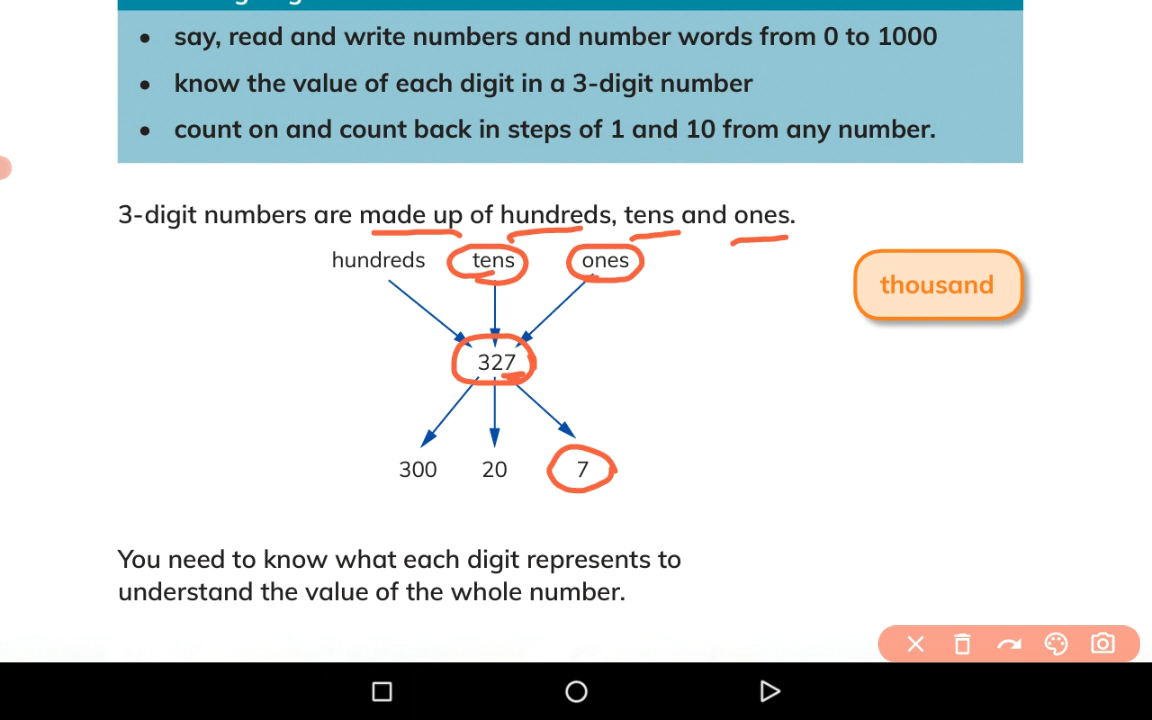 • say, read and write numbers and number words from 0 to 1000
• know the value of each digit in a 3-digit number
• count on and count back in steps of 1 and 10 from any number.
3-digit numbers are made up of hundreds, tens and ones.
hundreds tens ones
thousand
327
300 20 7
You need to know what each digit represents to
understand the value of the whole number.